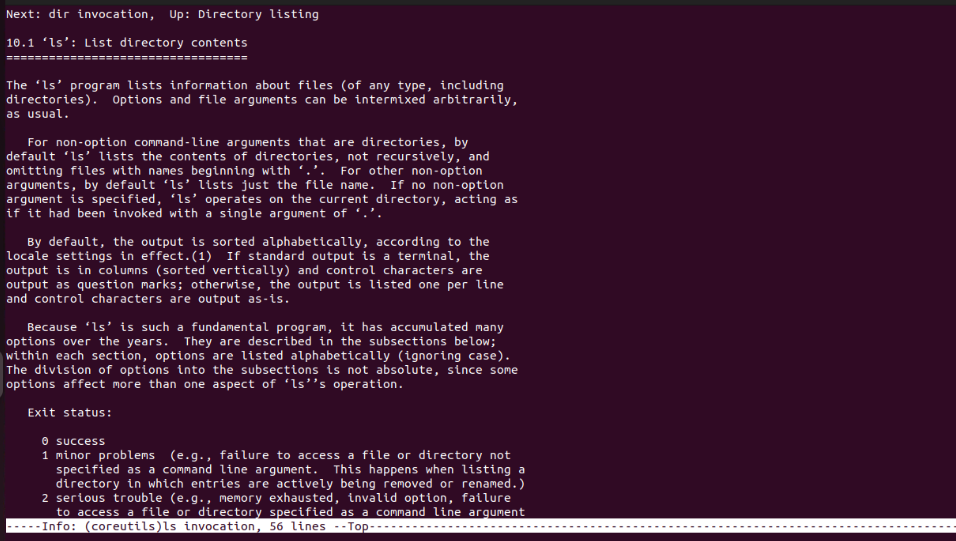 Next: dir invocation,  Up: Directory listing
10.1 ‘ls’: List directory contents
==================================
The ‘ls’ program lists information about files (of any type, including
directories).  Options and file arguments can be intermixed arbitrarily,
as usual.
For non-option command-line arguments that are directories, by
default ‘ls’ lists the contents of directories, not recursively, and
omitting files with names beginning with ‘.’.  For other non-option
arguments, by default ‘ls’ lists just the file name.  If no non-option
argument is specified, ‘ls’ operates on the current directory, acting as
if it had been invoked with a single argument of ‘.’.
By default, the output is sorted alphabetically, according to the
locale settings in effect.(1)  If standard output is a terminal, the
output is in columns (sorted vertically) and control characters are
output as question marks; otherwise, the output is listed one per line
and control characters are output as-is.
Because ‘ls’ is such a fundamental program, it has accumulated many
options over the years.  They are described in the subsections below;
within each section, options are listed alphabetically (ignoring case).
The division of options into the subsections is not absolute, since some
options affect more than one aspect of ‘ls’’s operation.
Exit status:
0 success
1 minor problems  (e.g., failure to access a file or directory not
specified as a command line argument.  This happens when listing a
directory in which entries are actively being removed or renamed.)
2 serious trouble (e.g., memory exhausted, invalid option, failure
to access a file or directory specified as a command line argument
-----Info: (coreutils)ls invocation, 56 lines --Top-----------------------------------------------------------------------------------